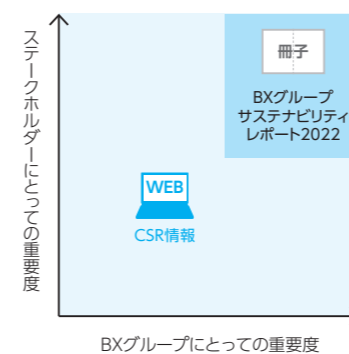 ステークホルダーにとっての重要度
冊子
BXグループ
サステナビリティ
レポート2022
WEB
CSR情報
BXグループにとっての重要度